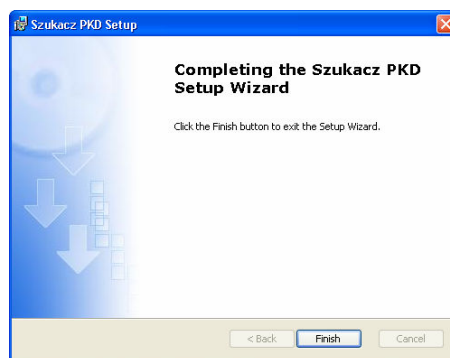 Szukacz PKD Setup
Completing the Szukacz PKD
Setup Wizard
Click the Finish button to exit the Setup Wizard.
< Back
Finish
Cancel